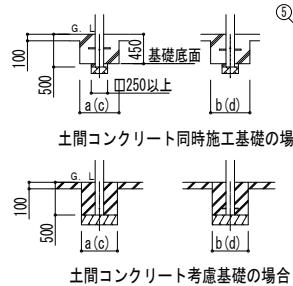 ⑤
G. L
100
500
450
基礎底面
□250以上
a(c)
b(d)
土間コンクリート同時施工基礎の場
G. L
100
500
a(c)
b(d)
土間コンクリート考慮基礎の場合